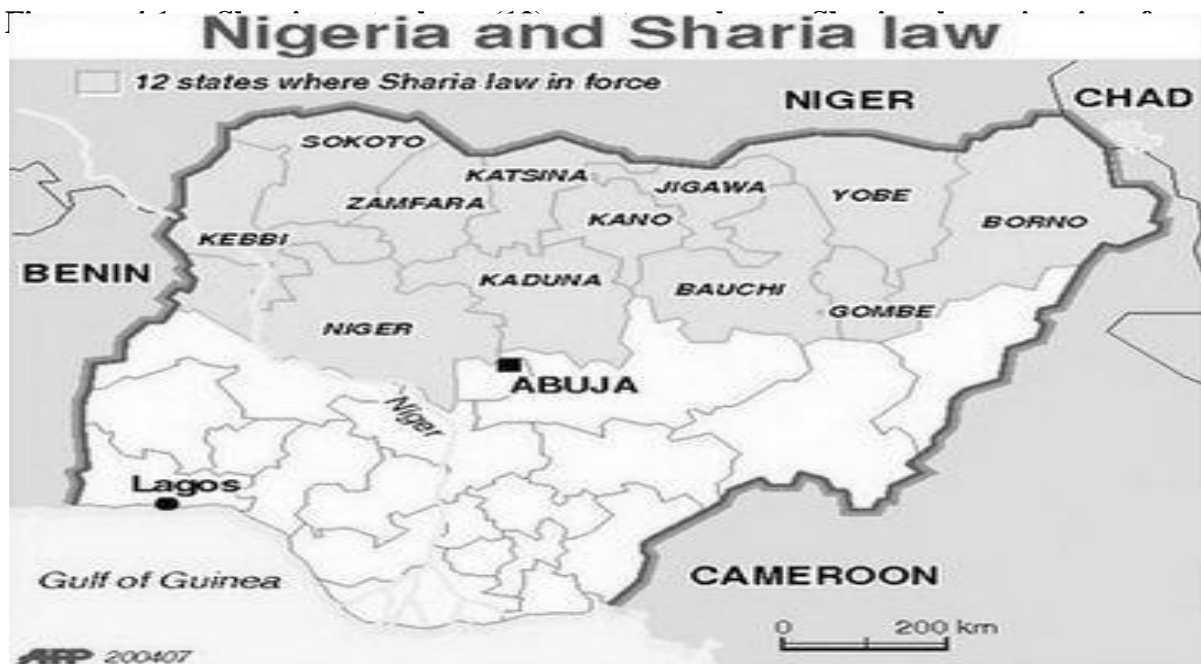 Nigeria and Sharia law
12 states where Sharia law in force
NIGER
CHAD
SOKOTO
KATSINA
JIGAWA
ZAMFARA
KANO
YOBE
BORNO
KEBBI
BENIN
KADUNA
BAUCHI
GOMBE
NIGER
ABUJA
Niger
Lagos
Gulf of Guinea
CAMEROON
0 200 km
AFP 200407